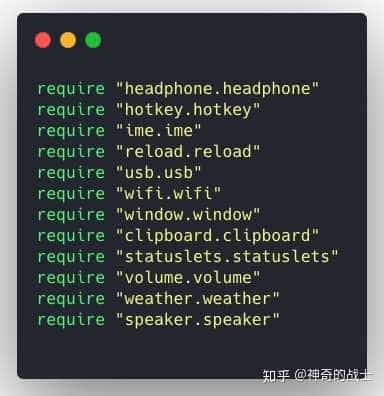 require "headphone.headphone"
require "hotkey.hotkey"
require "ime.ime"
require "reload.reload"
require "usb.usb"
require "wifi.wifi"
require "window.window"
require "clipboard.clipboard"
require "statuslets.statuslets"
require "volume.volume"
require "weather.weather"
require "speaker.speaker"
知乎 @神奇的战士